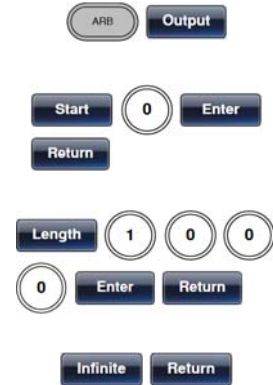 ARB Output
Start 0 Enter
Return
Length 1 0 0
0 Enter Return
Infinite Return